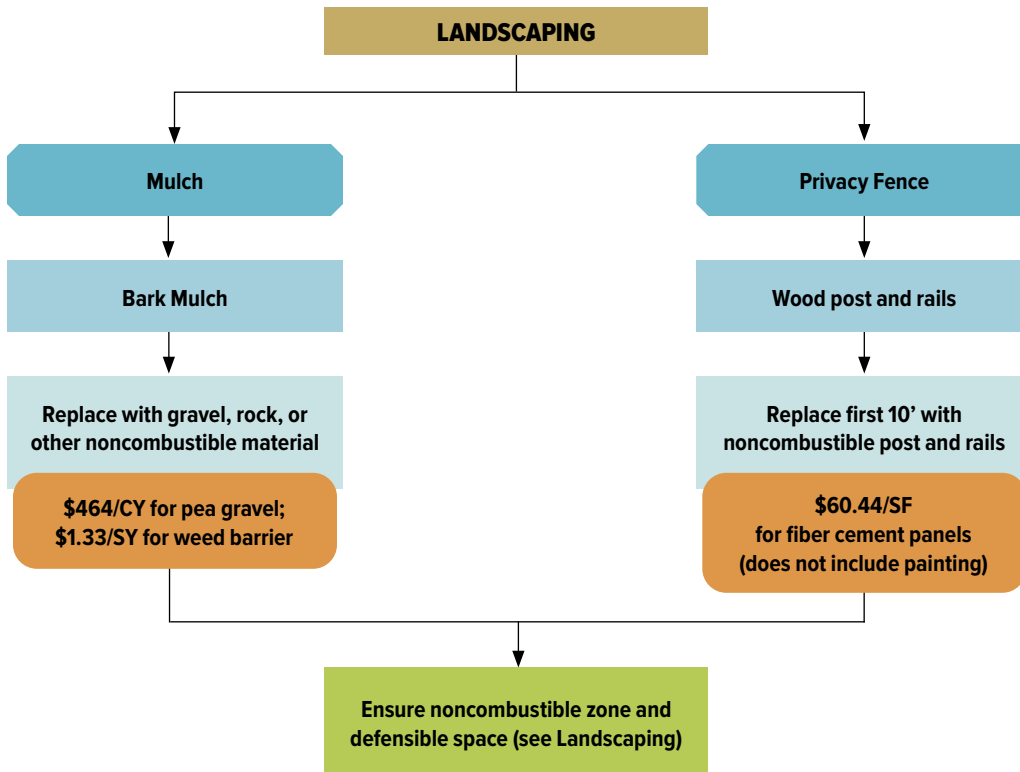 LANDSCAPING
Mulch
Privacy Fence
Bark Mulch
Wood post and rails
Replace with gravel, rock, or
other noncombustible material
Replace first 10’ with
noncombustible post and rails
$464/CY for pea gravel;
$1.33/SY for weed barrier
$60.44/SF
for fiber cement panels
(does not include painting)
Ensure noncombustible zone and
defensible space (see Landscaping)